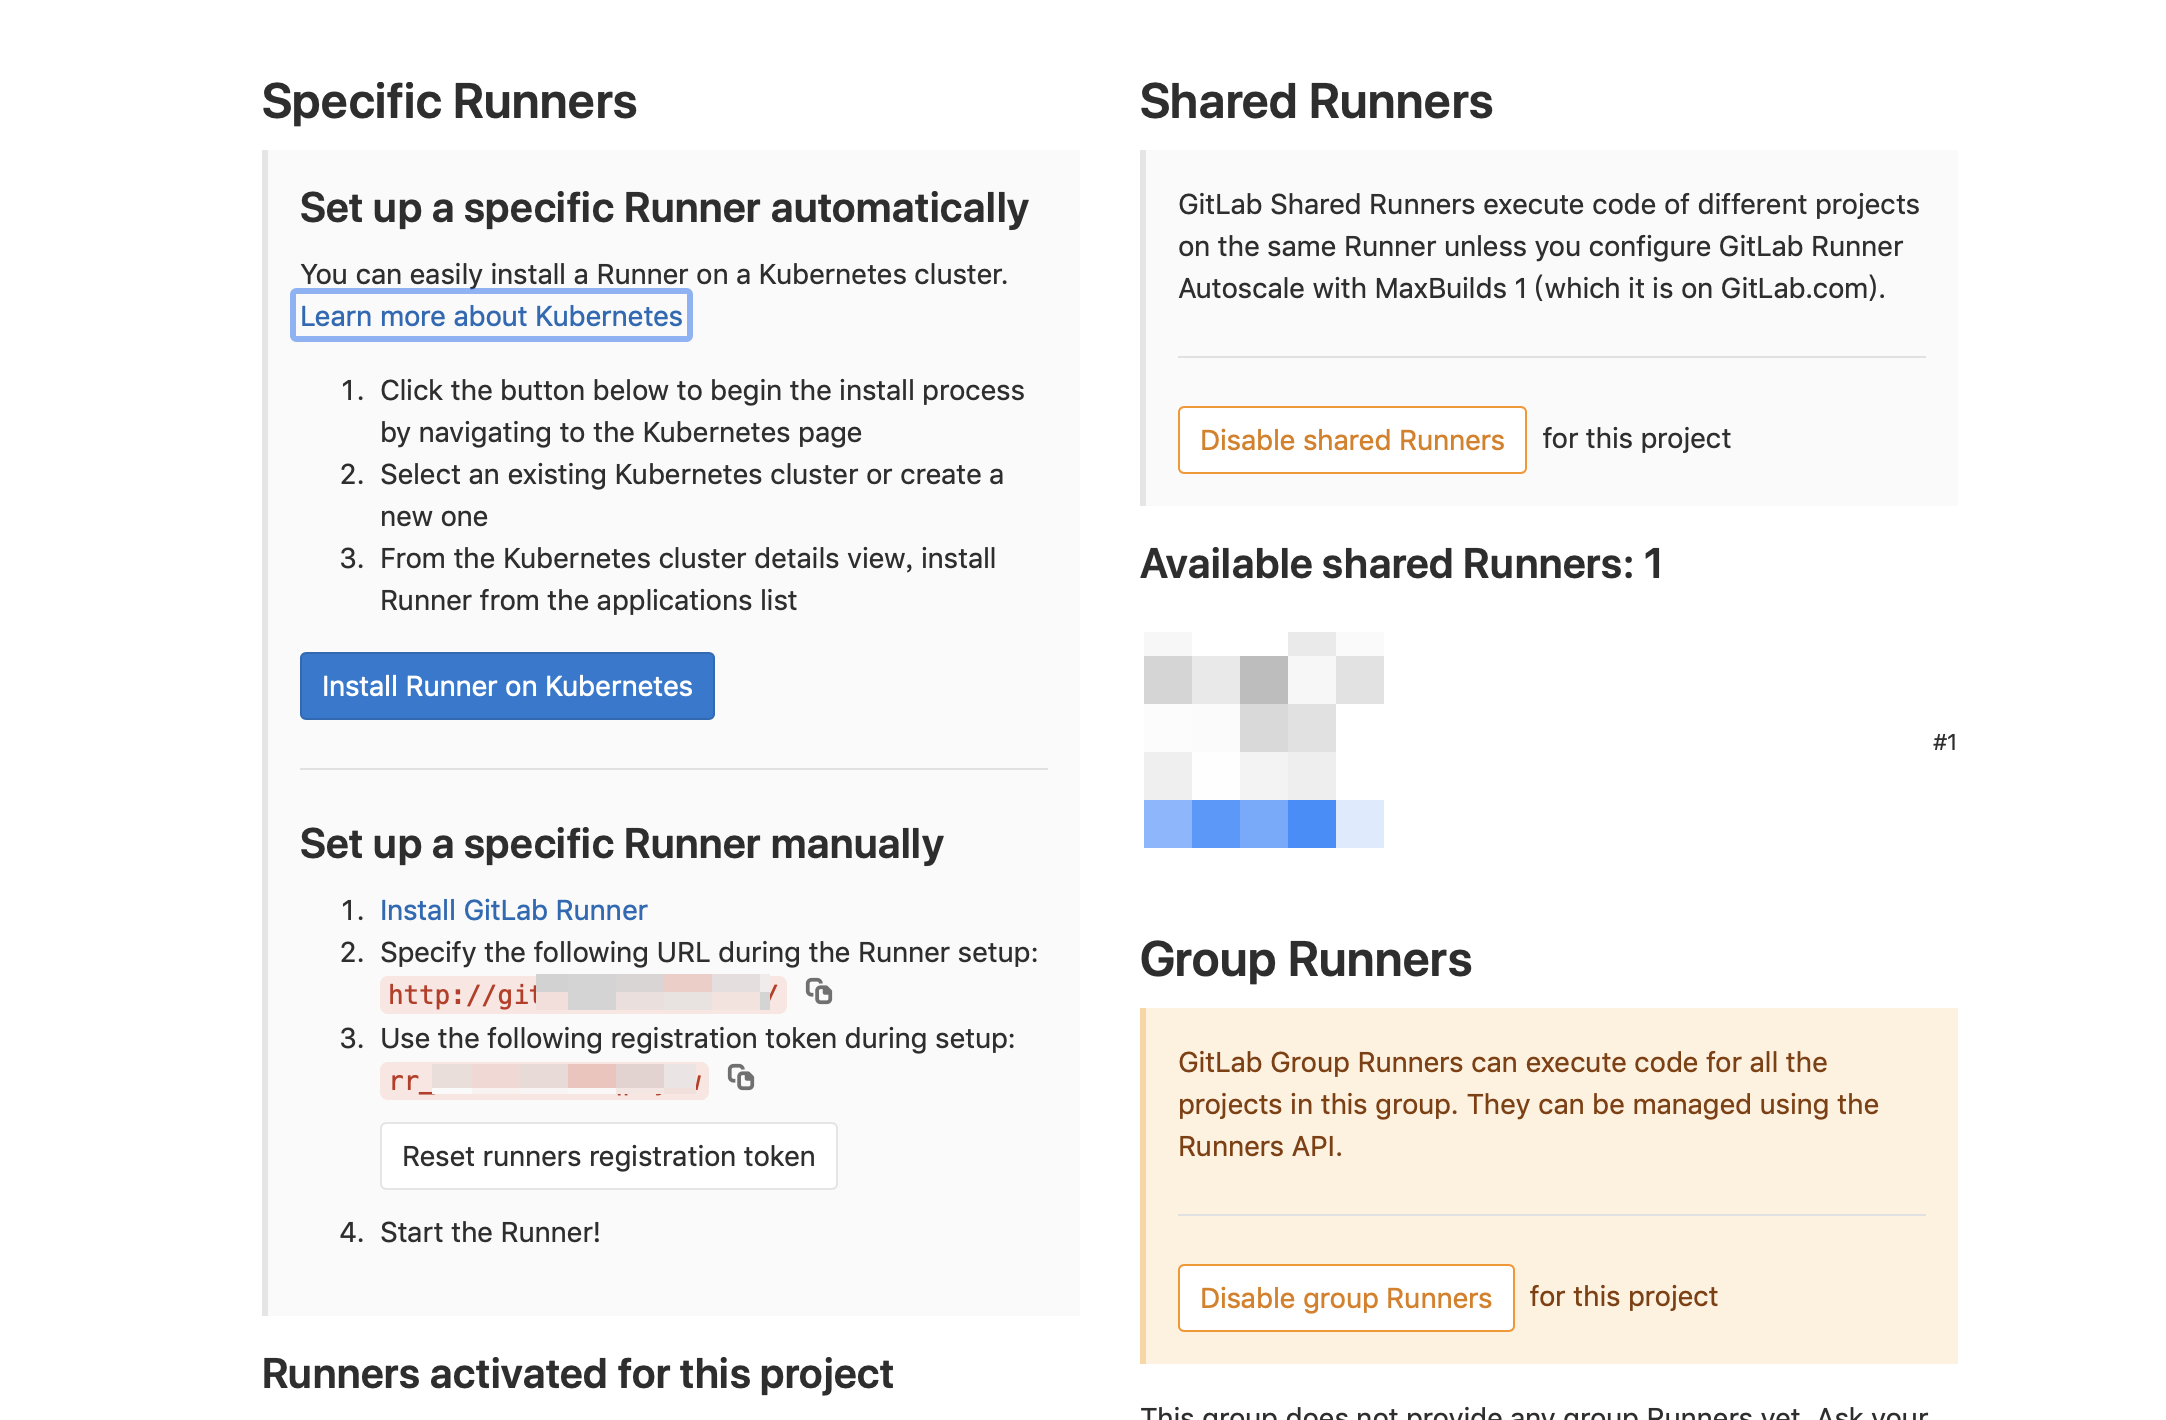 Specific Runners
Set up a specific Runner automatically
You can easily install a Runner on a Kubernetes cluster.
Learn more about Kubernetes
1. Click the button below to begin the install process
by navigating to the Kubernetes page
2. Select an existing Kubernetes cluster or create a
new one
3. From the Kubernetes cluster details view, install
Runner from the applications list
Install Runner on Kubernetes
Set up a specific Runner manually
1. Install GitLab Runner
2. Specify the following URL during the Runner setup:
http://git
3. Use the following registration token during setup:
rr_
Reset runners registration token
4. Start the Runner!
Runners activated for this project
Shared Runners
GitLab Shared Runners execute code of different projects
on the same Runner unless you configure GitLab Runner
Autoscale with MaxBuilds 1 (which it is on GitLab.com).
Disable shared Runners for this project
Available shared Runners: 1
#1
Group Runners
GitLab Group Runners can execute code for all the
projects in this group. They can be managed using the
Runners API.
Disable group Runners for this project
This group does not provide any group Runners yet. Ask your